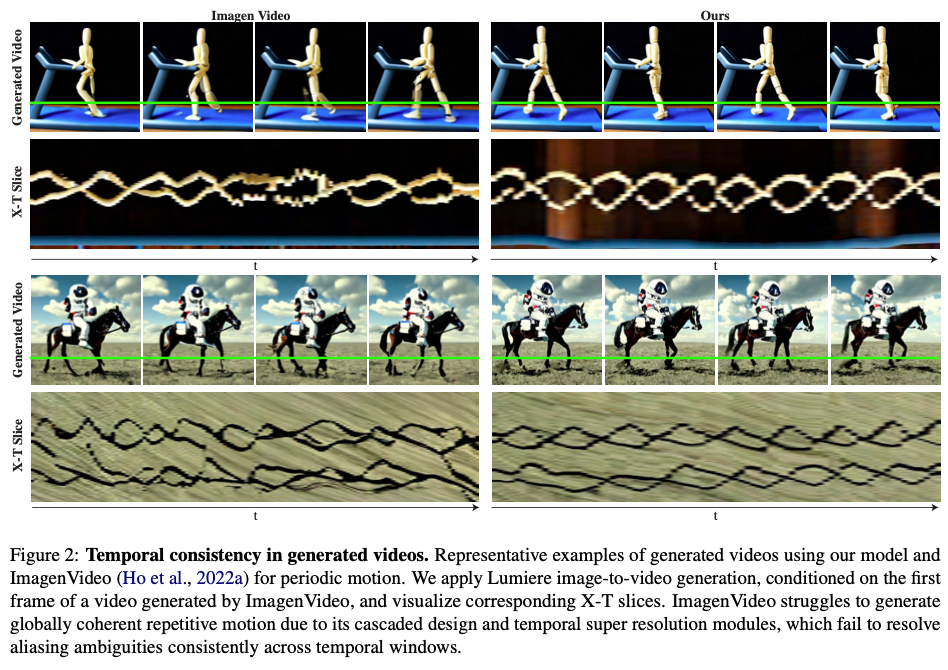 Imagen Video
Ours
Generated Video
X-T Slice
t
t
Generated Video
X-T Slice
t
t
Figure 2: Temporal consistency in generated videos. Representative examples of generated videos using our model and
ImagenVideo (Ho et al., 2022a) for periodic motion. We apply Lumiere image-to-video generation, conditioned on the first
frame of a video generated by ImagenVideo, and visualize corresponding X-T slices. ImagenVideo struggles to generate
globally coherent repetitive motion due to its cascaded design and temporal super resolution modules, which fail to resolve
aliasing ambiguities consistently across temporal windows.